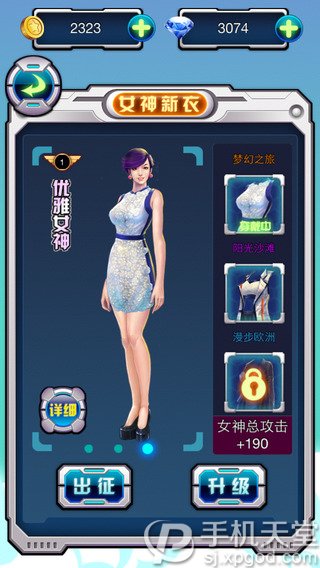 2323
3074
女神新衣
1
优雅女神
梦幻之旅
穿戴中
阳光沙滩
漫步欧洲
详细
女神总攻击
+190
出征
升级
手机天堂
sj.xpgod.com